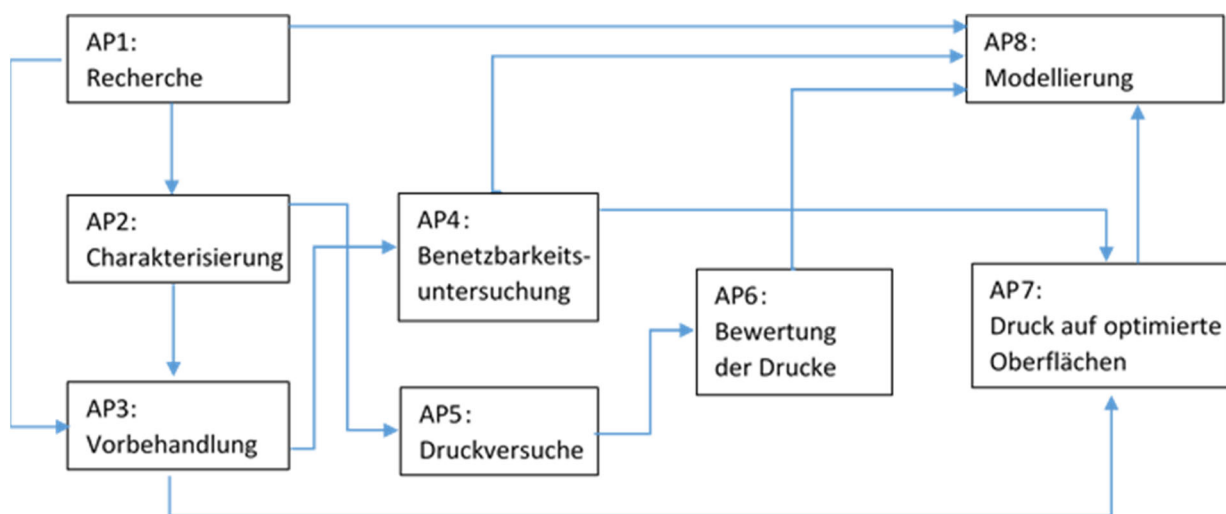 AP1:
Recherche
AP8:
Modellierung
AP2:
Charakterisierung
AP4:
Benetzbarkeits-
untersuchung
AP6:
Bewertung
der Drucke
AP7:
Druck auf optimierte
Oberflächen
AP3:
Vorbehandlung
AP5:
Druckversuche